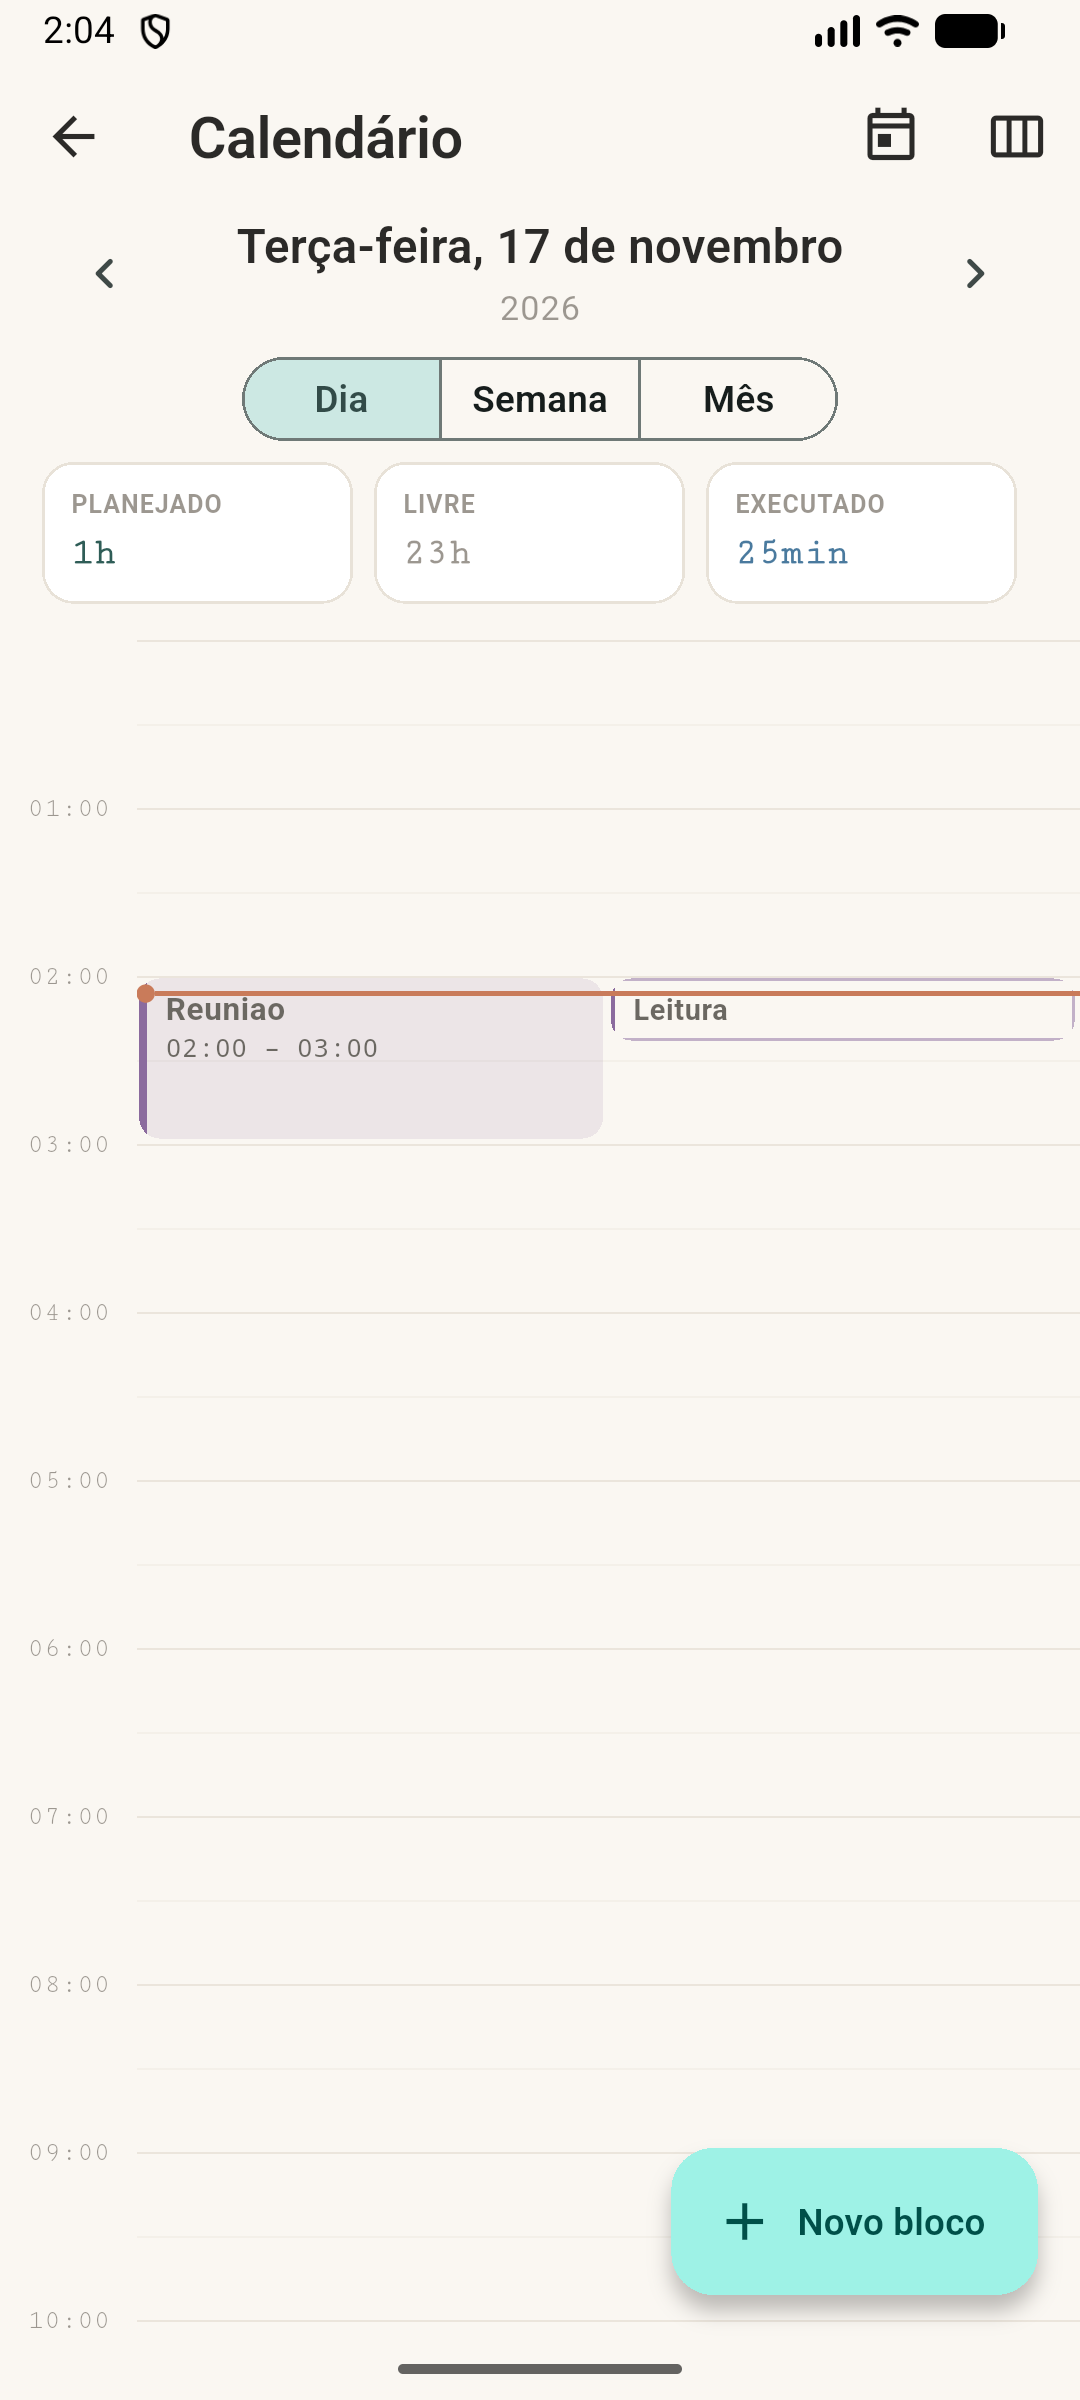 2:04
Calendário
Terça-feira, 17 de novembro
2026
Dia Semana Mês
PLANEJADO LIVRE EXECUTADO
1h 23h 25min
01:00
02:00
Reuniao Leitura
02:00 – 03:00
03:00
04:00
05:00
06:00
07:00
08:00
09:00
Novo bloco
10:00